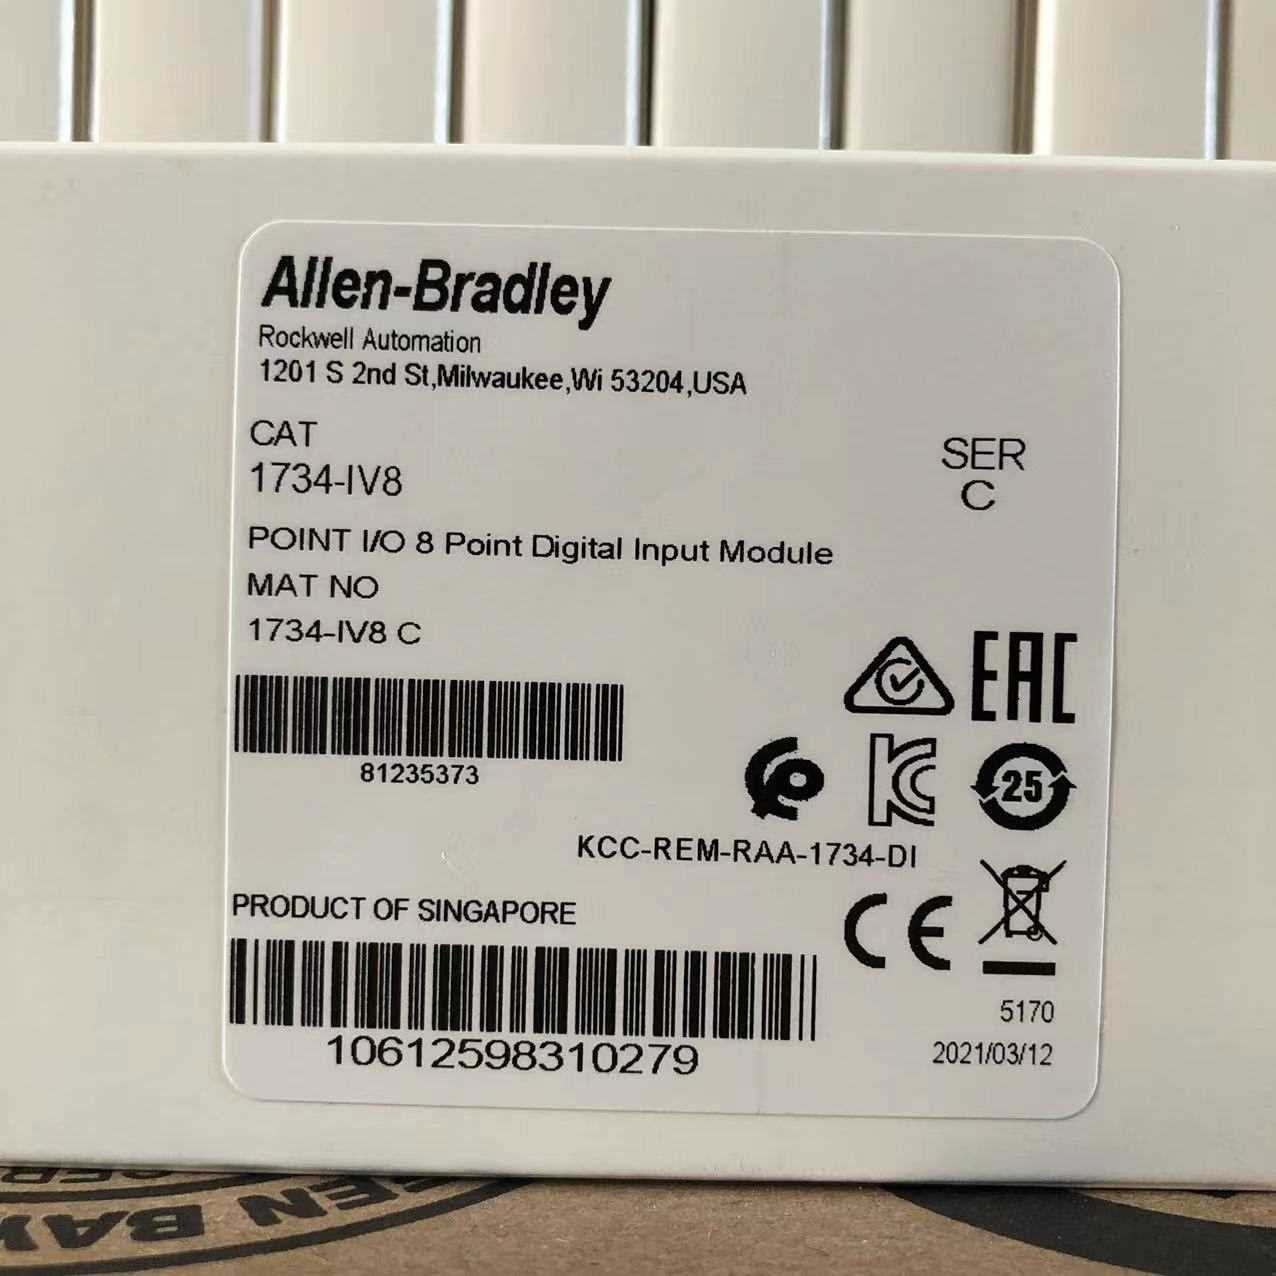 Allen-Bradley
Rockwell Automation
1201 S 2nd St,Milwaukee,Wi 53204,USA
CAT
1734-IV8
SER
C
POINT I/O 8 Point Digital Input Module
MAT NO
1734-IV8 C
81235373
EAC
KC
25
KCC-REM-RAA-1734-DI
PRODUCT OF SINGAPORE
CE
10612598310279
5170
2021/03/12